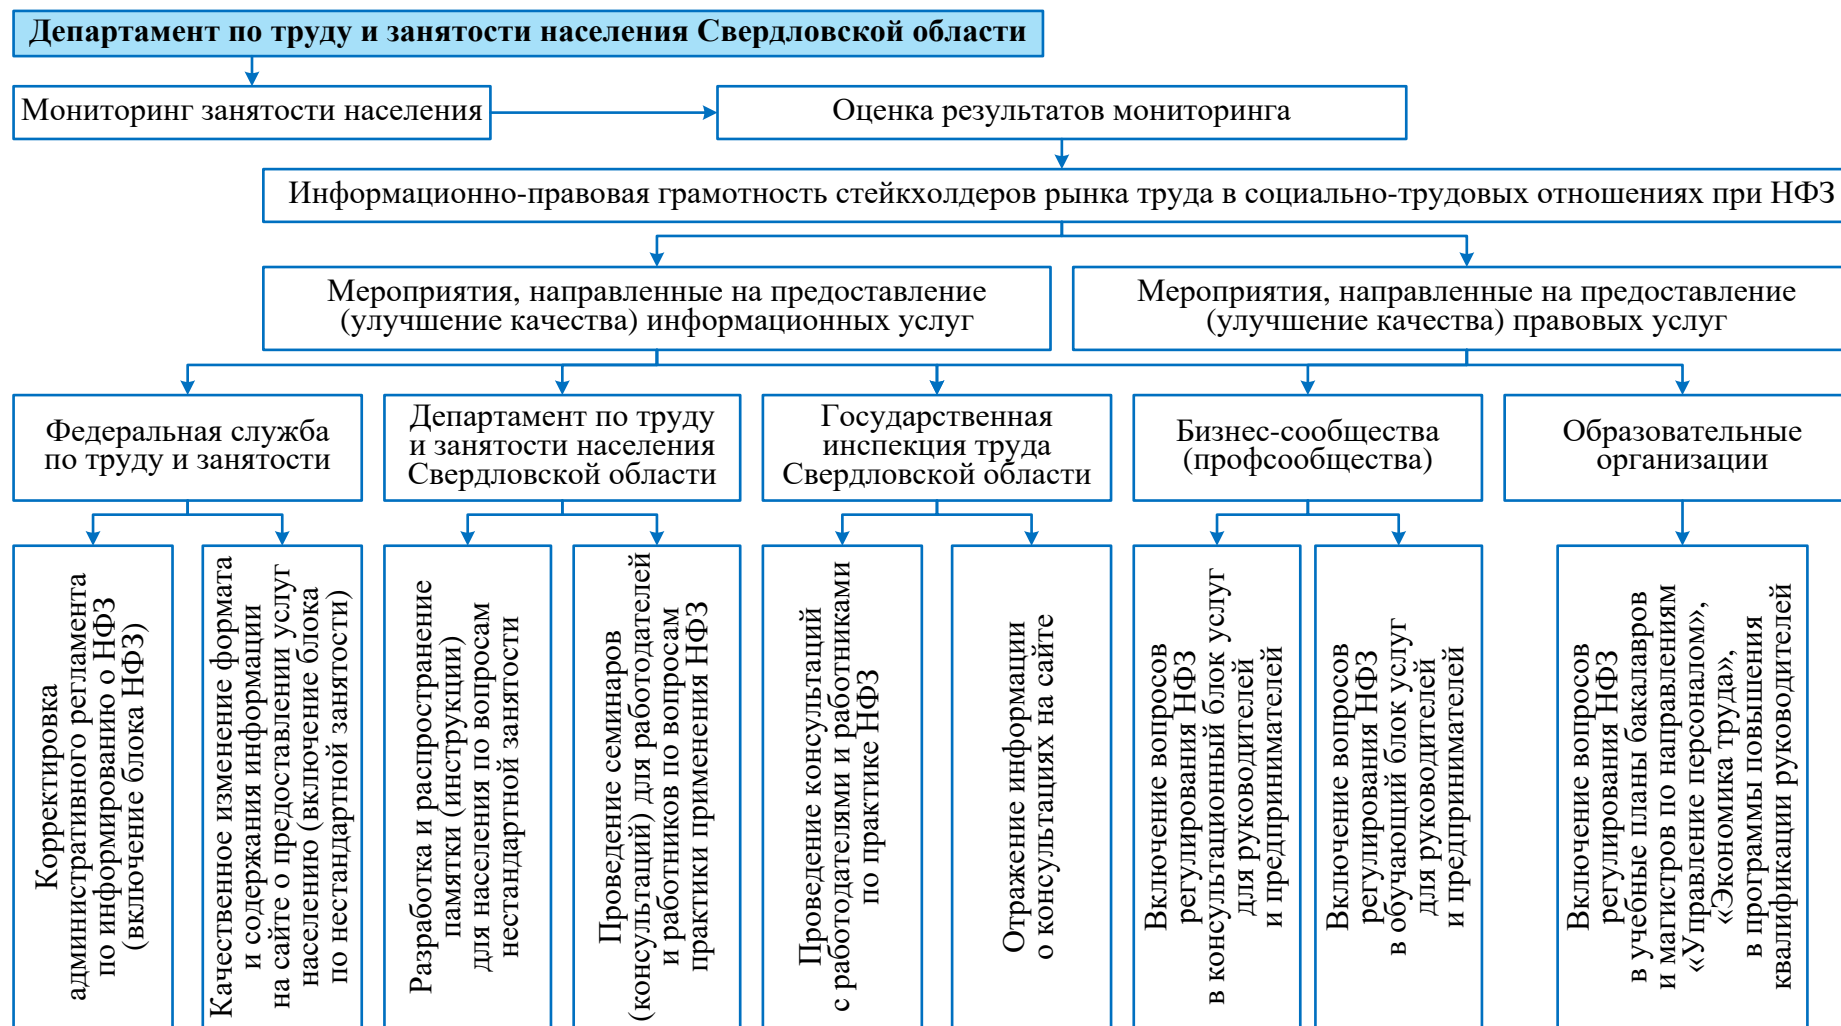 Департамент по труду и занятости населения Свердловской области
Мониторинг занятости населения
Оценка результатов мониторинга
Информационно-правовая грамотность стейкхолдеров рынка труда в социально-трудовых отношениях при НФЗ
Мероприятия, направленные на предоставление
(улучшение качества) информационных услуг
Мероприятия, направленные на предоставление
(улучшение качества) правовых услуг
Федеральная служба
по труду и занятости
Департамент по труду
и занятости населения
Свердловской области
Государственная
инспекция труда
Свердловской области
Бизнес-сообщества
(профсообщества)
Образовательные
организации
Корректировка
административного регламента
по информированию о НФЗ
(включение блока НФЗ)
Качественное изменение формата
и содержания информации
на сайте о предоставлении услуг
населению (включение блока
по нестандартной занятости)
Разработка и распространение
памятки (инструкции)
для населения по вопросам
нестандартной занятости
Проведение семинаров
(консультаций) для работодателей
и работников по вопросам
практики применения НФЗ
Проведение консультаций
с работодателями и работниками
по практике НФЗ
Отражение информации
о консультациях на сайте
Включение вопросов
регулирования НФЗ
в консультационный блок услуг
для руководителей
и предпринимателей
Включение вопросов
регулирования НФЗ
в обучающий блок услуг
для руководителей
и предпринимателей
Включение вопросов
регулирования НФЗ
в учебные планы бакалавров
и магистров по направлениям
«Управление персоналом»,
«Экономика труда»,
в программы повышения
квалификации руководителей